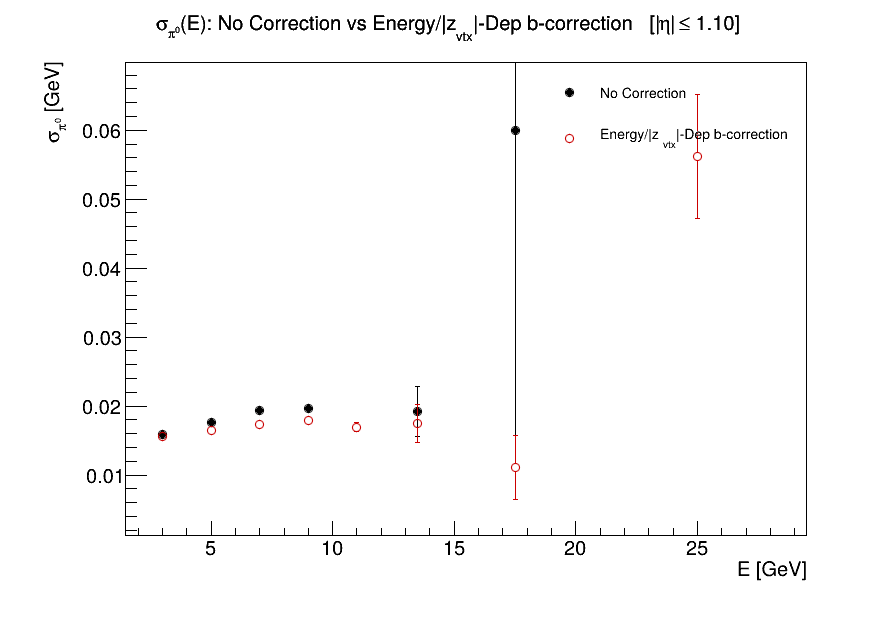 σπ⁰(E): No Correction vs Energy/|zvtx|-Dep b-correction [|η| ≤ 1.10]
σπ⁰ [GeV]
No Correction
Energy/|z vtx|-Dep b-correction
0.06
0.05
0.04
0.03
0.02
0.01
5 10 15 20 25
E [GeV]